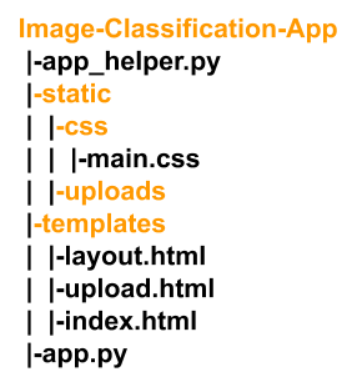 Image-Classification-App
|-app_helper.py
|-static
| |-css
| | |-main.css
| |-uploads
|-templates
| |-layout.html
| |-upload.html
| |-index.html
|-app.py